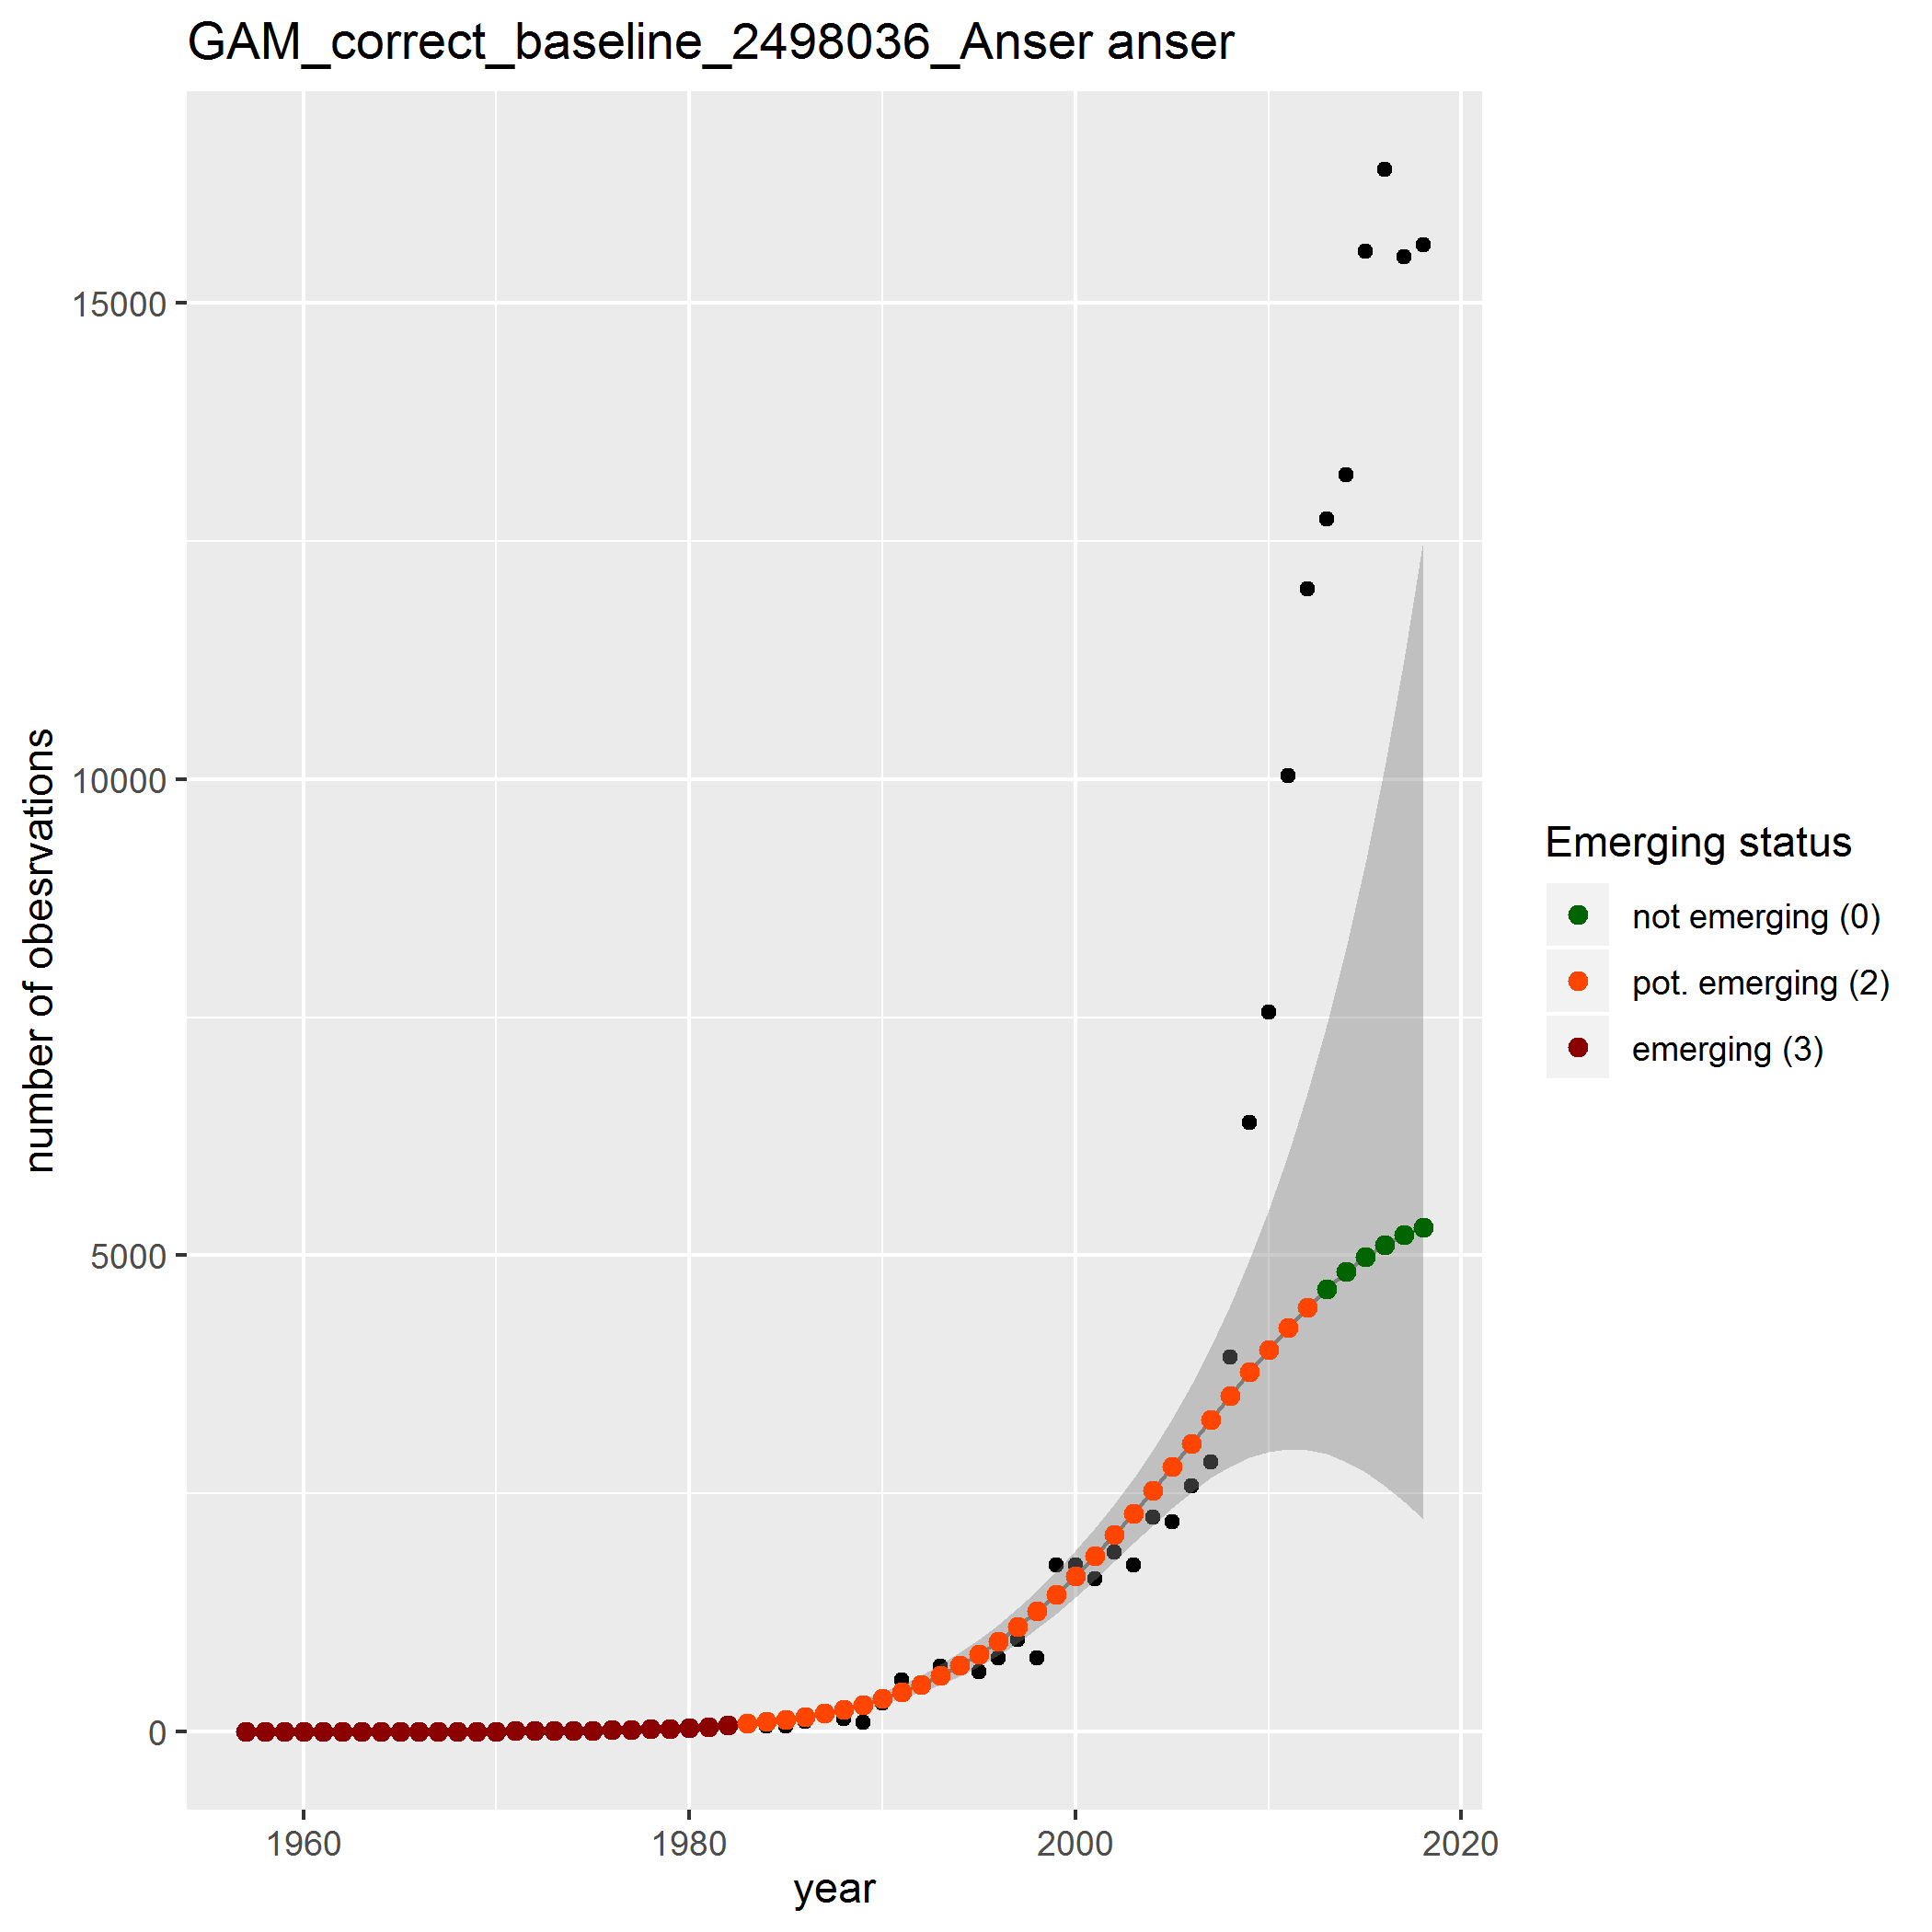 GAM_correct_baseline_2498036_Anser anser
number of obesrvations
15000
10000
5000
0
1960
1980
2000
2020
year
Emerging status
not emerging (0)
pot. emerging (2)
emerging (3)